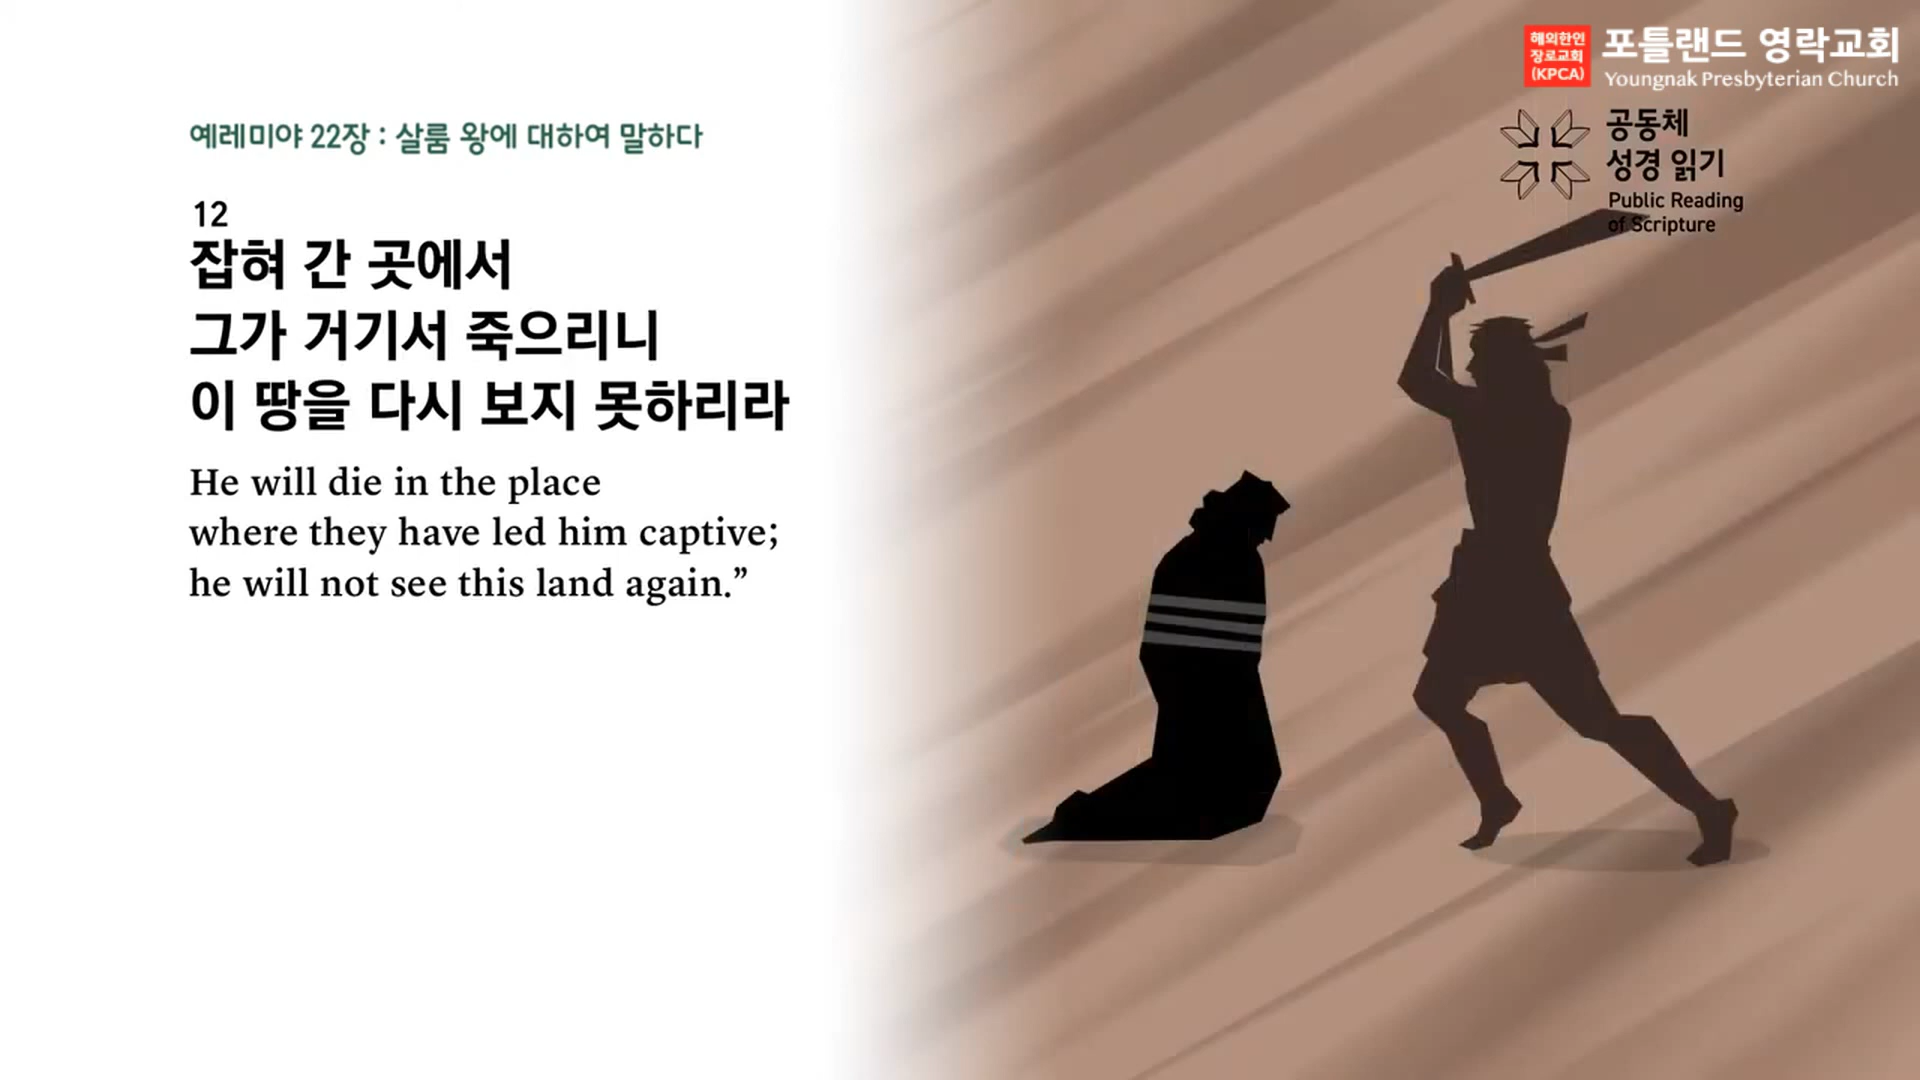 해외한인
장로교회
(KPCA)
포틀랜드 영락교회
Youngnak Presbyterian Church
공동체
성경 읽기
Public Reading
of Scripture
예레미야 22장 : 살룸 왕에 대하여 말하다
12
잡혀 간 곳에서
그가 거기서 죽으리니
이 땅을 다시 보지 못하리라
He will die in the place
where they have led him captive;
he will not see this land again.”